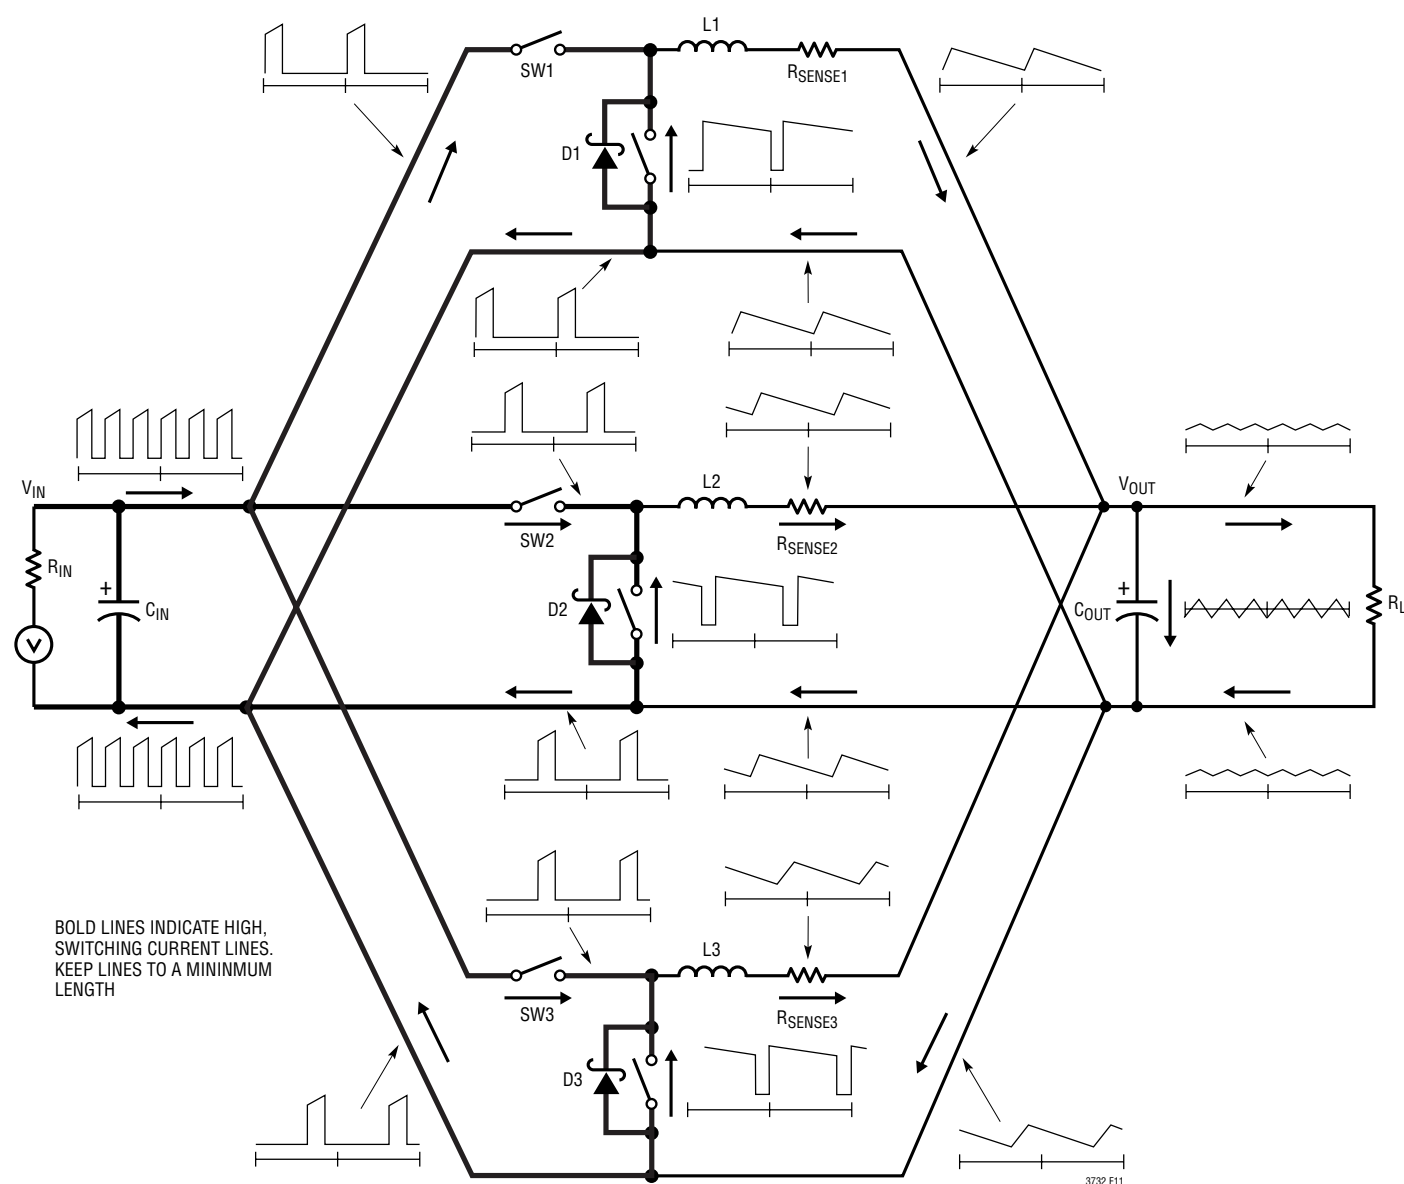 L1
SW1
RSENSE1
D1
VIN
L2
VOUT
SW2
RSENSE2
RIN
+
CIN
D2
+
COUT
RL
BOLD LINES INDICATE HIGH,
SWITCHING CURRENT LINES.
KEEP LINES TO A MININMUM
LENGTH
L3
SW3
RSENSE3
D3
3732 F11